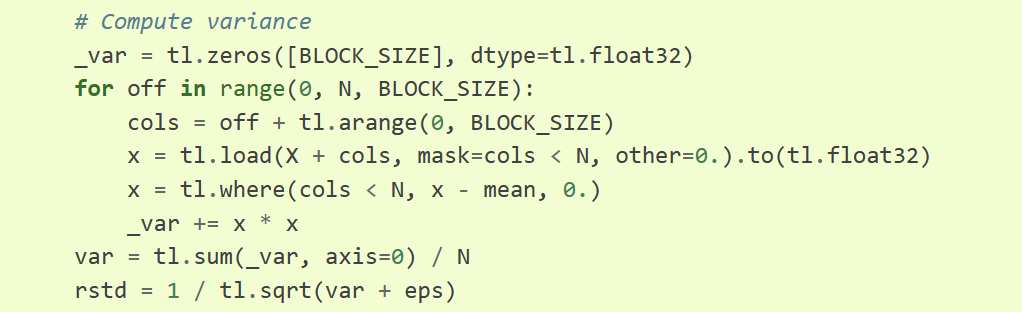 # Compute variance
_var = tl.zeros([BLOCK_SIZE], dtype=tl.float32)
for off in range(0, N, BLOCK_SIZE):
    cols = off + tl.arange(0, BLOCK_SIZE)
    x = tl.load(X + cols, mask=cols < N, other=0.).to(tl.float32)
    x = tl.where(cols < N, x - mean, 0.)
    _var += x * x
var = tl.sum(_var, axis=0) / N
rstd = 1 / tl.sqrt(var + eps)